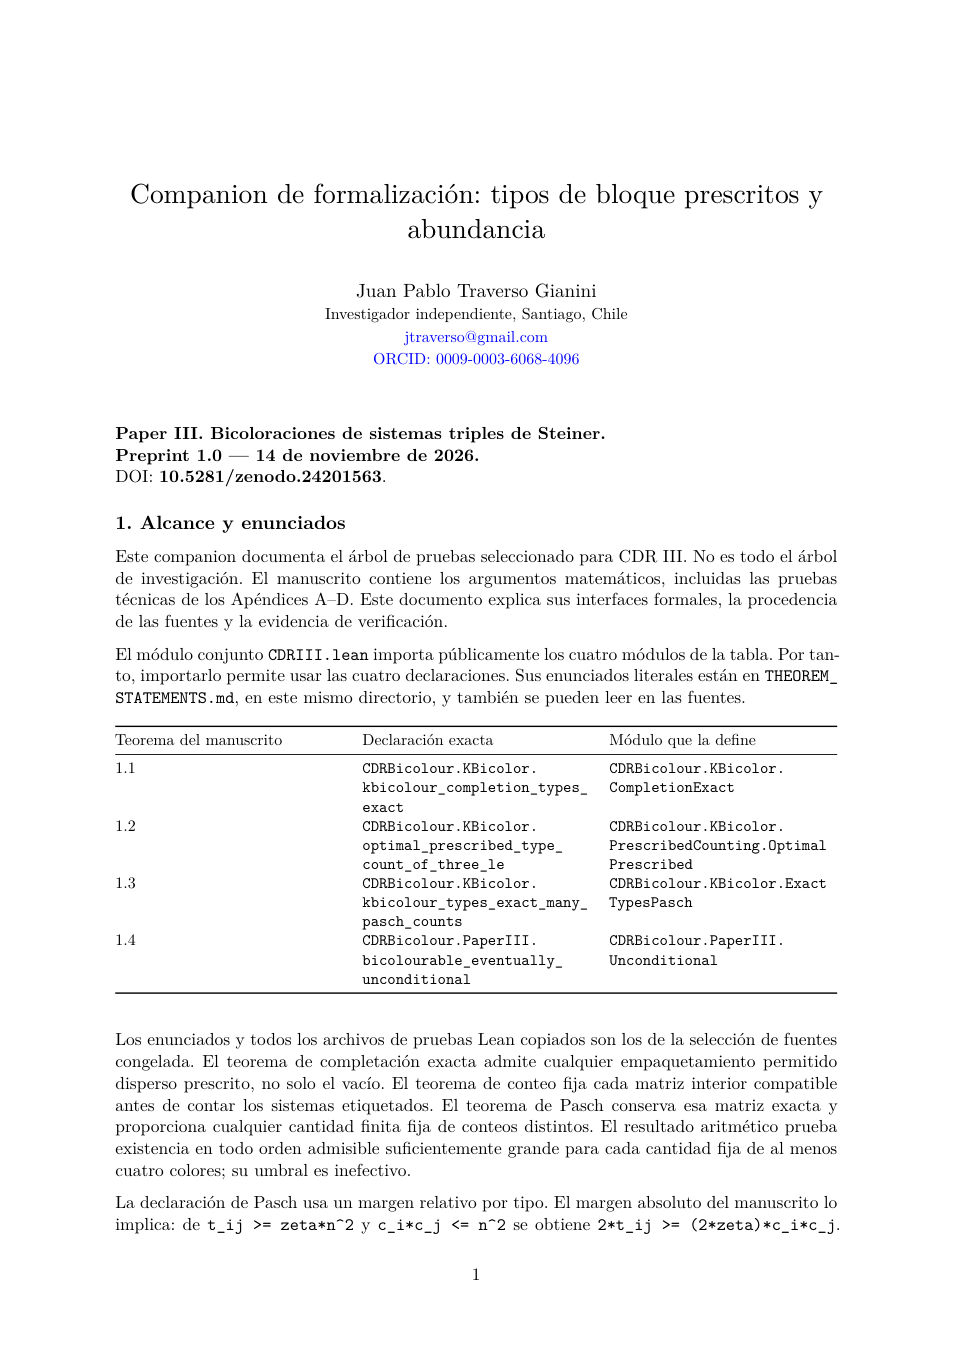 Companion de formalización: tipos de bloque prescritos y
abundancia
Juan Pablo Traverso Gianini
Investigador independiente, Santiago, Chile
jtraverso@gmail.com
ORCID: 0009-0003-6068-4096
Paper III. Bicoloraciones de sistemas triples de Steiner.
Preprint 1.0 — 14 de noviembre de 2026.
DOI: 10.5281/zenodo.24201563.
1. Alcance y enunciados
Este companion documenta el árbol de pruebas seleccionado para CDR III. No es todo el árbol
de investigación. El manuscrito contiene los argumentos matemáticos, incluidas las pruebas
técnicas de los Apéndices A–D. Este documento explica sus interfaces formales, la procedencia
de las fuentes y la evidencia de verificación.
El módulo conjunto CDRIII.lean importa públicamente los cuatro módulos de la tabla. Por tan-
to, importarlo permite usar las cuatro declaraciones. Sus enunciados literales están en THEOREM_
STATEMENTS.md, en este mismo directorio, y también se pueden leer en las fuentes.
Teorema del manuscrito Declaración exacta Módulo que la define
1.1 CDRBicolour.KBicolor. CDRBicolour.KBicolor.
kbicolour_completion_types_ CompletionExact
exact
1.2 CDRBicolour.KBicolor. CDRBicolour.KBicolor.
optimal_prescribed_type_ PrescribedCounting.Optimal
count_of_three_le Prescribed
1.3 CDRBicolour.KBicolor. CDRBicolour.KBicolor.Exact
kbicolour_types_exact_many_ TypesPasch
pasch_counts
1.4 CDRBicolour.PaperIII. CDRBicolour.PaperIII.
bicolourable_eventually_ Unconditional
unconditional
Los enunciados y todos los archivos de pruebas Lean copiados son los de la selección de fuentes
congelada. El teorema de completación exacta admite cualquier empaquetamiento permitido
disperso prescrito, no solo el vacío. El teorema de conteo fija cada matriz interior compatible
antes de contar los sistemas etiquetados. El teorema de Pasch conserva esa matriz exacta y
proporciona cualquier cantidad finita fija de conteos distintos. El resultado aritmético prueba
existencia en todo orden admisible suficientemente grande para cada cantidad fija de al menos
cuatro colores; su umbral es inefectivo.
La declaración de Pasch usa un margen relativo por tipo. El margen absoluto del manuscrito lo
implica: de t_ij >= zeta*n^2 y c_i*c_j <= n^2 se obtiene 2*t_ij >= (2*zeta)*c_i*c_j.
1